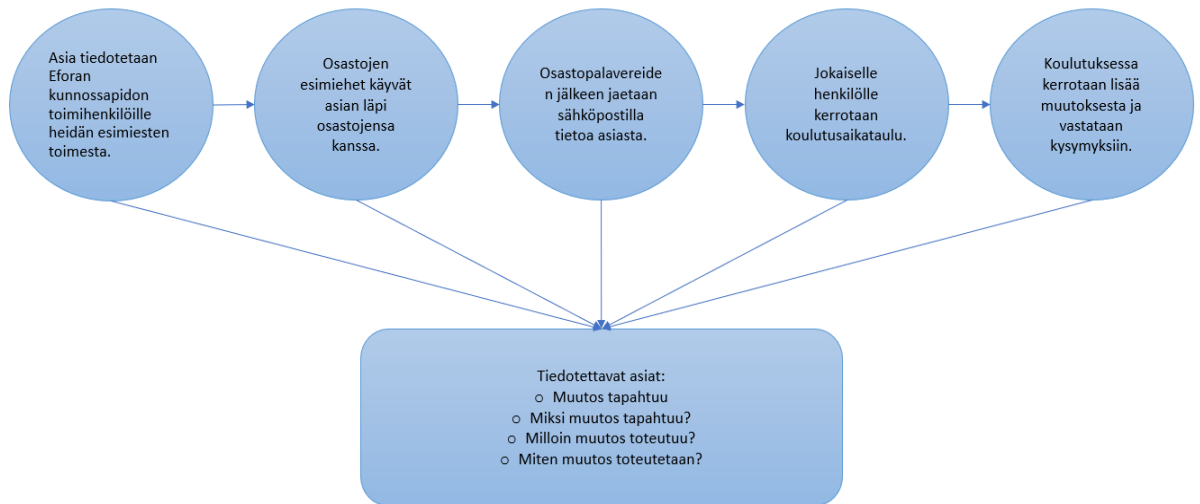 Asia tiedotetaan
Eforan
kunnossapidon
toimihenkilöille
heidän esimiesten
toimesta.
Osastojen
esimiehet käyvät
asian läpi
osastojensa
kanssa.
Osastopalavereide
n jälkeen jaetaan
sähköpostilla
tietoa asiasta.
Jokaiselle
henkilölle
kerrotaan
koulutusaikataulu.
Koulutuksessa
kerrotaan lisää
muutoksesta ja
vastataan
kysymyksiin.
Tiedotettavat asiat:
o Muutos tapahtuu
o Miksi muutos tapahtuu?
o Milloin muutos toteutuu?
o Miten muutos toteutetaan?